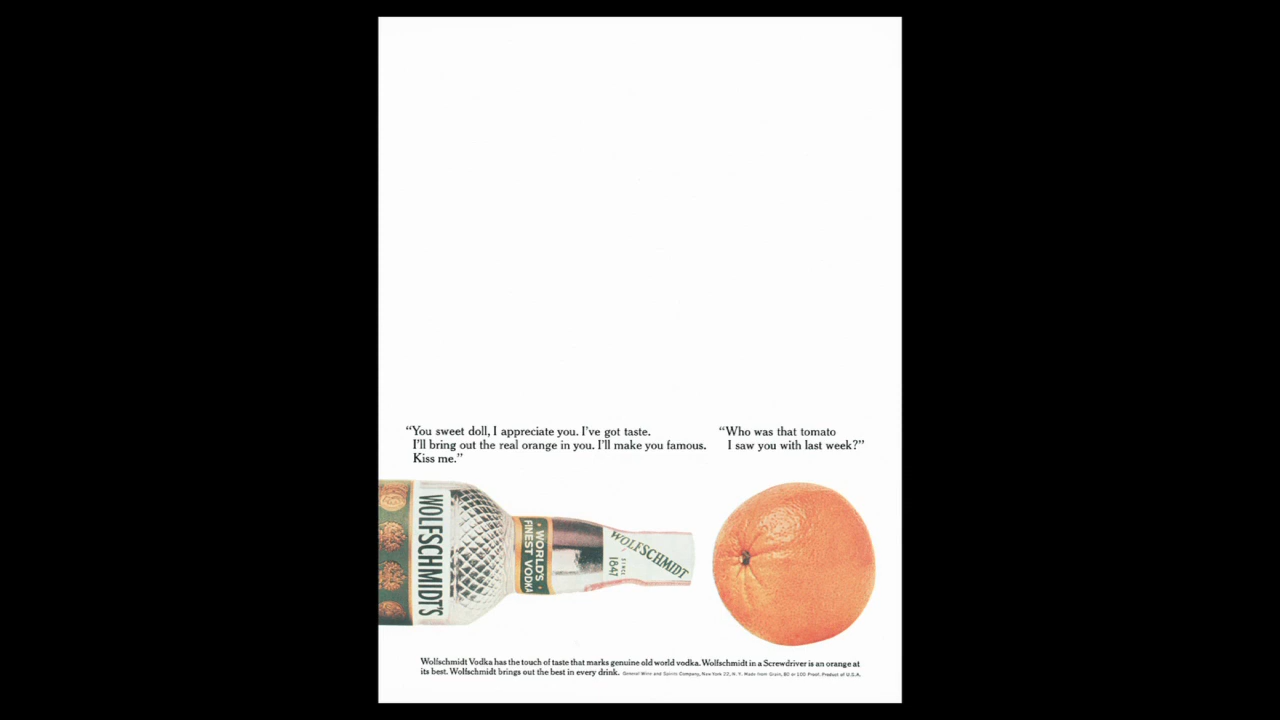 “You sweet doll, I appreciate you. I’ve got taste.
I’ll bring out the real orange in you. I’ll make you famous.
Kiss me.”
“Who was that tomato
I saw you with last week?”
WOLFSCHMIDT'S
WORLD'S
FINEST VODKA
WOLFSCHMIDT
SINCE
1847
Wolfschmidt Vodka has the touch of taste that marks genuine old world vodka. Wolfschmidt in a Screwdriver is an orange at
its best. Wolfschmidt brings out the best in every drink. General Wine and Spirits Company, New York 22, N. Y. Made from Grain, 80 or 100 Proof. Product of U.S.A.